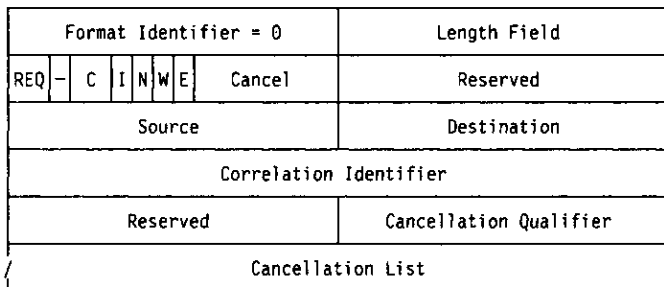 Format Identifier = 0 Length Field
REQ - C I N W E Cancel Reserved
Source Destination
Correlation Identifier
Reserved Cancellation Qualifier
/ Cancellation List